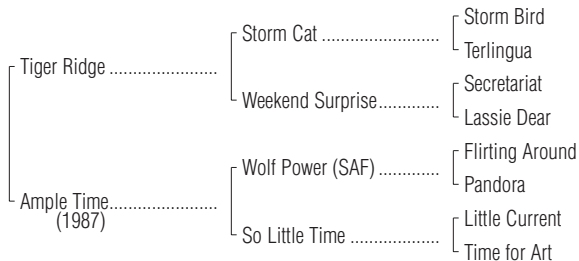 Storm Bird
Storm Cat ..........................
Terlingua
Tiger Ridge ........................
Secretariat
Weekend Surprise.............
Lassie Dear
Flirting Around
Wolf Power (SAF) .............
Pandora
Ample Time........................
(1987)
Little Current
So Little Time ....................
Time for Art